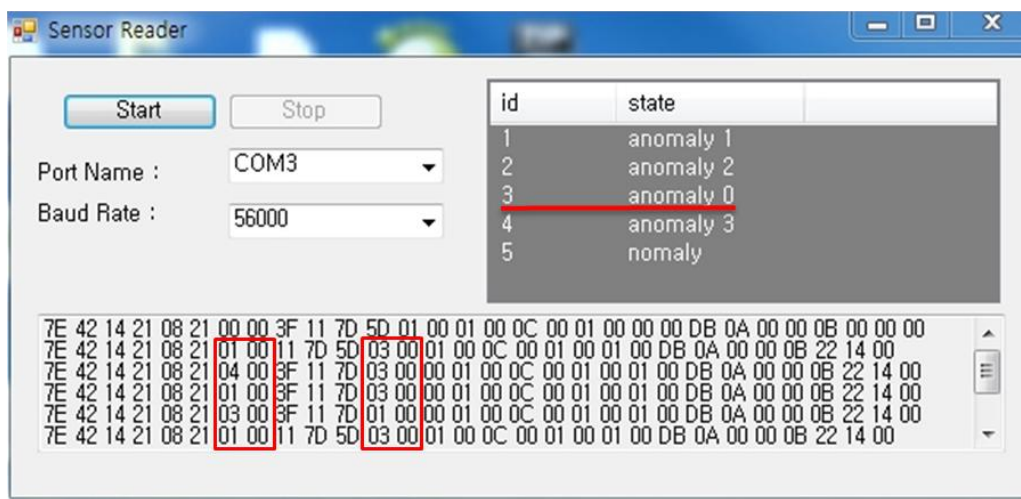 Sensor Reader
Start Stop
Port Name : COM3
Baud Rate : 56000
id state
1 anomaly 1
2 anomaly 2
3 anomaly 0
4 anomaly 3
5 nomaly
7E 42 14 21 08 21 00 00 3F 11 7D 5D 01 00 01 00 0C 00 01 00 00 00 DB 0A 00 00 0B 00 00 00
7E 42 14 21 08 21 01 00 11 7D 5D 03 00 01 00 0C 00 01 00 01 00 DB 0A 00 00 0B 22 14 00
7E 42 14 21 08 21 04 00 3F 11 7D 03 00 00 01 00 0C 00 01 00 01 00 DB 0A 00 00 0B 22 14 00
7E 42 14 21 08 21 01 00 3F 11 7D 03 00 00 01 00 0C 00 01 00 01 00 DB 0A 00 00 0B 22 14 00
7E 42 14 21 08 21 03 00 3F 11 7D 01 00 00 01 00 0C 00 01 00 01 00 DB 0A 00 00 0B 22 14 00
7E 42 14 21 08 21 01 00 11 7D 5D 03 00 01 00 0C 00 01 00 01 00 DB 0A 00 00 0B 22 14 00